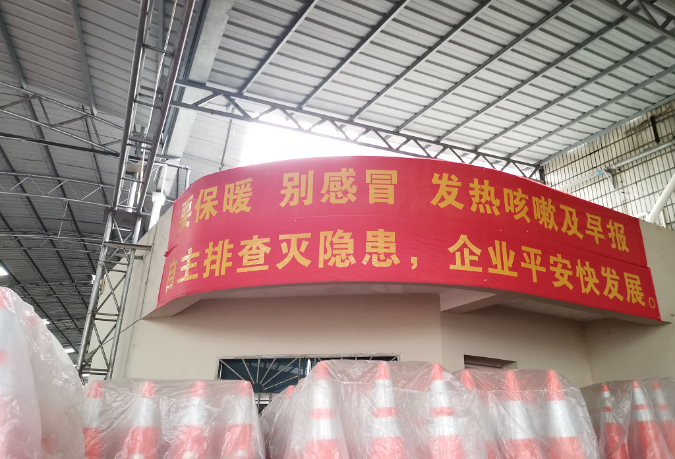 要保暖 别感冒 发热咳嗽及早报
自主排查灭隐患，企业平安快发展。